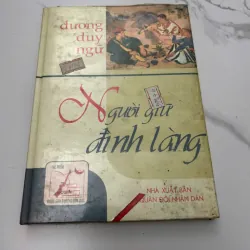 dương
duy
ngữ
Người giữ
đình làng
NHÀ XUẤT BẢN
QUÂN ĐỘI NHÂN DÂN